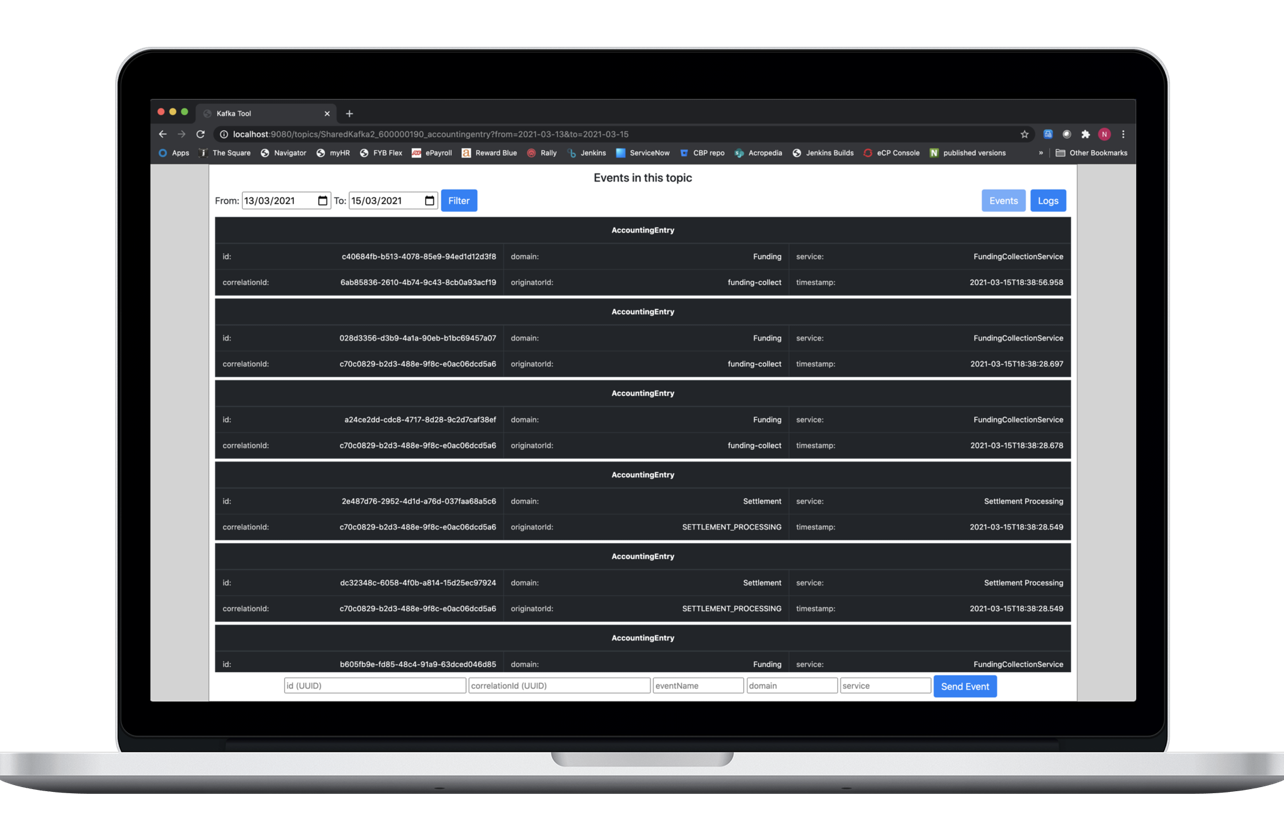 Kafka Tool
localhost:9080/topics/SharedKafka2_600000190_accountingentry?from=2021-03-13&to=2021-03-15
N
Apps The Square Navigator myHR FYB Flex ePayroll Reward Blue Rally Jenkins ServiceNow CBP repo Acropedia Jenkins Builds eCP Console N published versions » Other Bookmarks
Events in this topic
From: 13/03/2021 To: 15/03/2021 Filter Events Logs
AccountingEntry
id: c40684fb-b513-4078-85e9-94ed1d12d3f8 domain: Funding service: FundingCollectionService
correlationId: 6ab85836-2610-4b74-9c43-8cb0a93acf19 originatorId: funding-collect timestamp: 2021-03-15T18:38:56.958
AccountingEntry
id: 028d3356-d3b9-4a1a-90eb-b1bc69457a07 domain: Funding service: FundingCollectionService
correlationId: c70c0829-b2d3-488e-9f8c-e0ac06dcd5a6 originatorId: funding-collect timestamp: 2021-03-15T18:38:28.697
AccountingEntry
id: a24ce2dd-cdc8-4717-8d28-9c2d7caf38ef domain: Funding service: FundingCollectionService
correlationId: c70c0829-b2d3-488e-9f8c-e0ac06dcd5a6 originatorId: funding-collect timestamp: 2021-03-15T18:38:28.678
AccountingEntry
id: 2e487d76-2952-4d1d-a76d-037faa68a5c6 domain: Settlement service: Settlement Processing
correlationId: c70c0829-b2d3-488e-9f8c-e0ac06dcd5a6 originatorId: SETTLEMENT_PROCESSING timestamp: 2021-03-15T18:38:28.549
AccountingEntry
id: dc32348c-6058-4f0b-a814-15d25ec97924 domain: Settlement service: Settlement Processing
correlationId: c70c0829-b2d3-488e-9f8c-e0ac06dcd5a6 originatorId: SETTLEMENT_PROCESSING timestamp: 2021-03-15T18:38:28.549
AccountingEntry
id: b605fb9e-fd85-48c4-91a9-63dced046d85 domain: Funding service: FundingCollectionService
id (UUID) correlationId (UUID) eventName domain service Send Event